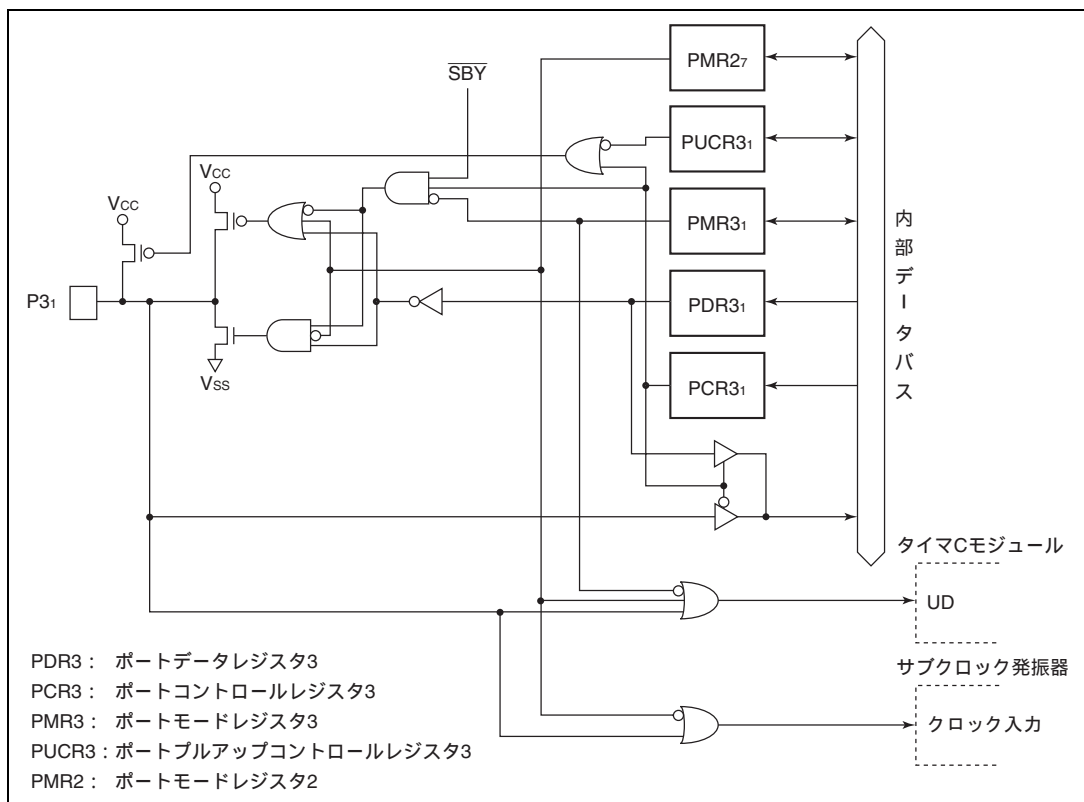 PMR27
SBY
PUCR31
VCC
VCC
PMR31
P31
PDR31
VSS
PCR31
内部データバス
タイマCモジュール
UD
サブクロック発振器
クロック入力
PDR3： ポートデータレジスタ3
PCR3： ポートコントロールレジスタ3
PMR3： ポートモードレジスタ3
PUCR3：ポートプルアップコントロールレジスタ3
PMR2： ポートモードレジスタ2